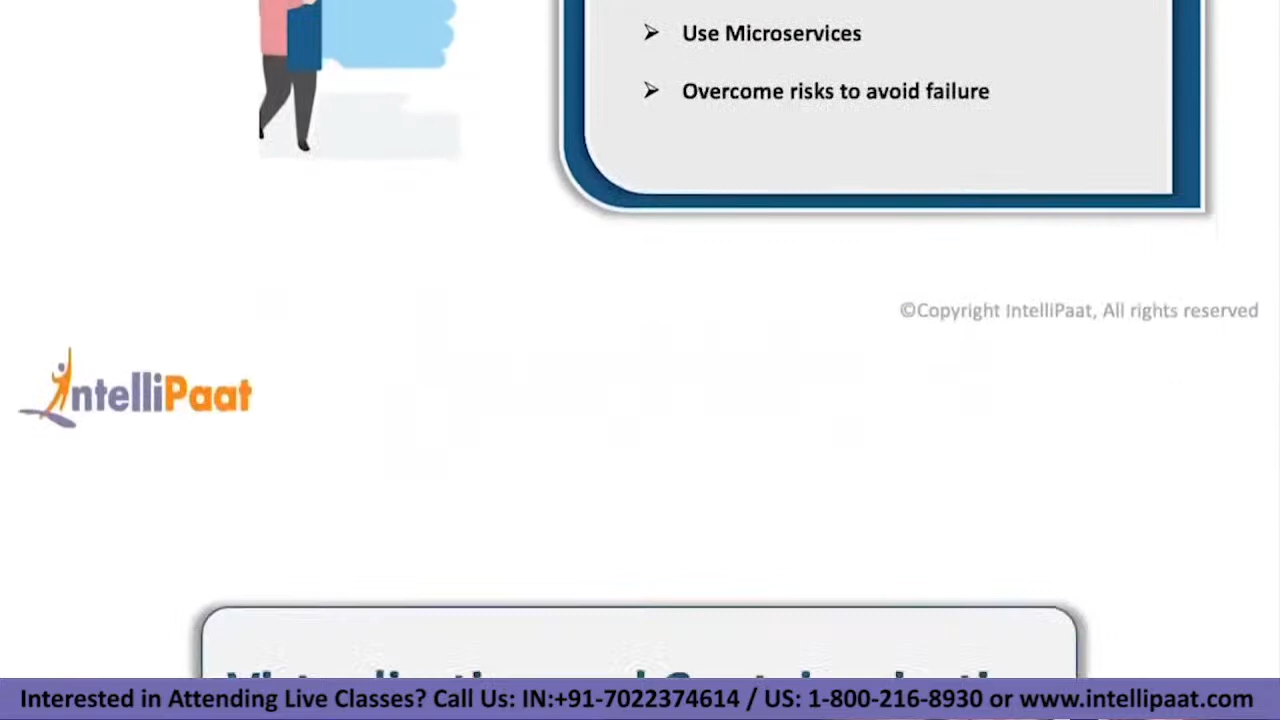 ➢ Use Microservices
➢ Overcome risks to avoid failure
©Copyright IntelliPaat, All rights reserved
IntelliPaat
Interested in Attending Live Classes? Call Us: IN:+91-7022374614 / US: 1-800-216-8930 or www.intellipaat.com